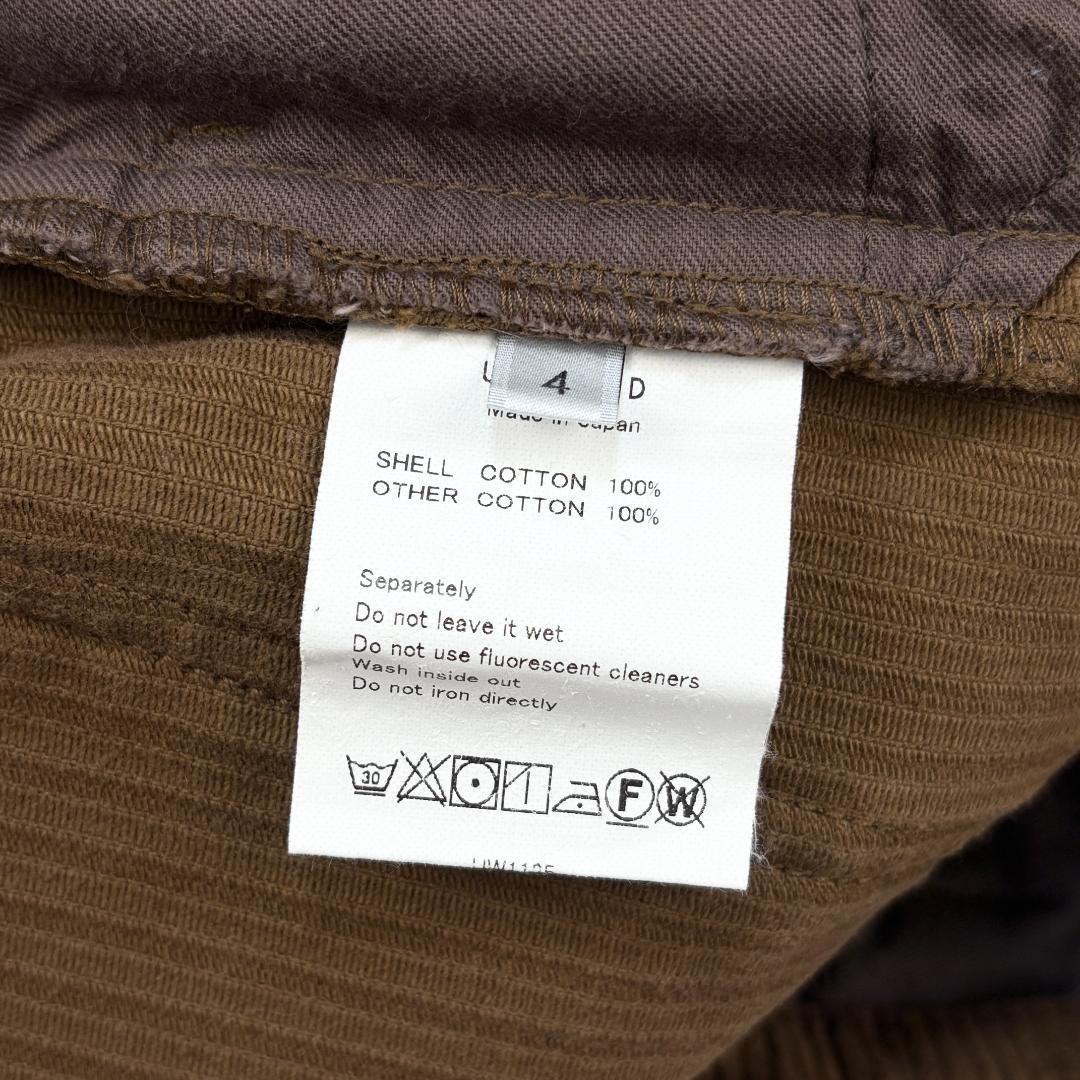 4
D
Made in Japan
SHELL COTTON 100%
OTHER COTTON 100%
Separately
Do not leave it wet
Do not use fluorescent cleaners
Wash inside out
Do not iron directly
30 F W